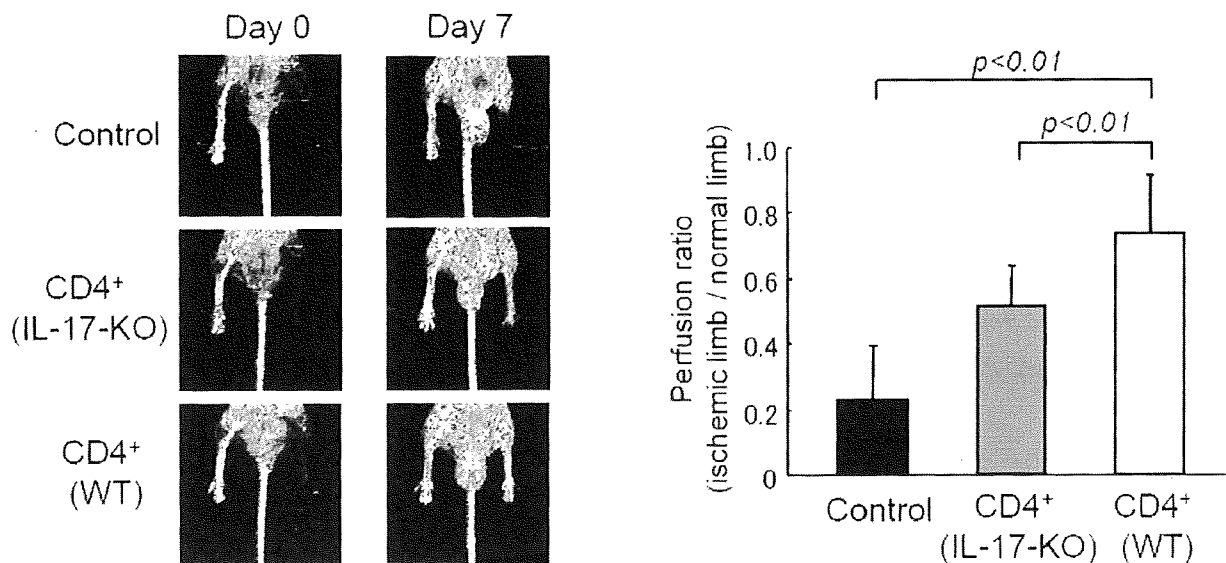 Day 0
Day 7
Control
CD4+
(IL-17-KO)
CD4+
(WT)
p<0.01
p<0.01
Perfusion ratio
(ischemic limb / normal limb)
1.0
0.8
0.6
0.4
0.2
0
Control
CD4+
(IL-17-KO)
CD4+
(WT)